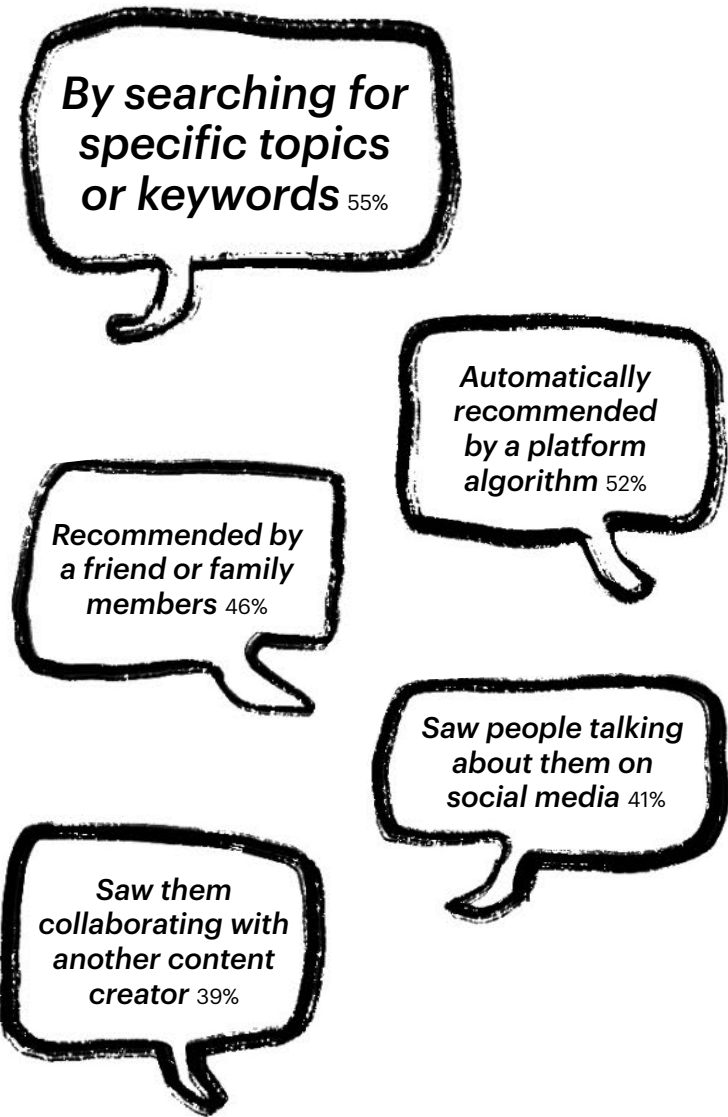 By searching for
specific topics
or keywords 55%
Automatically
recommended
by a platform
algorithm 52%
Recommended by
a friend or family
members 46%
Saw people talking
about them on
social media 41%
Saw them
collaborating with
another content
creator 39%